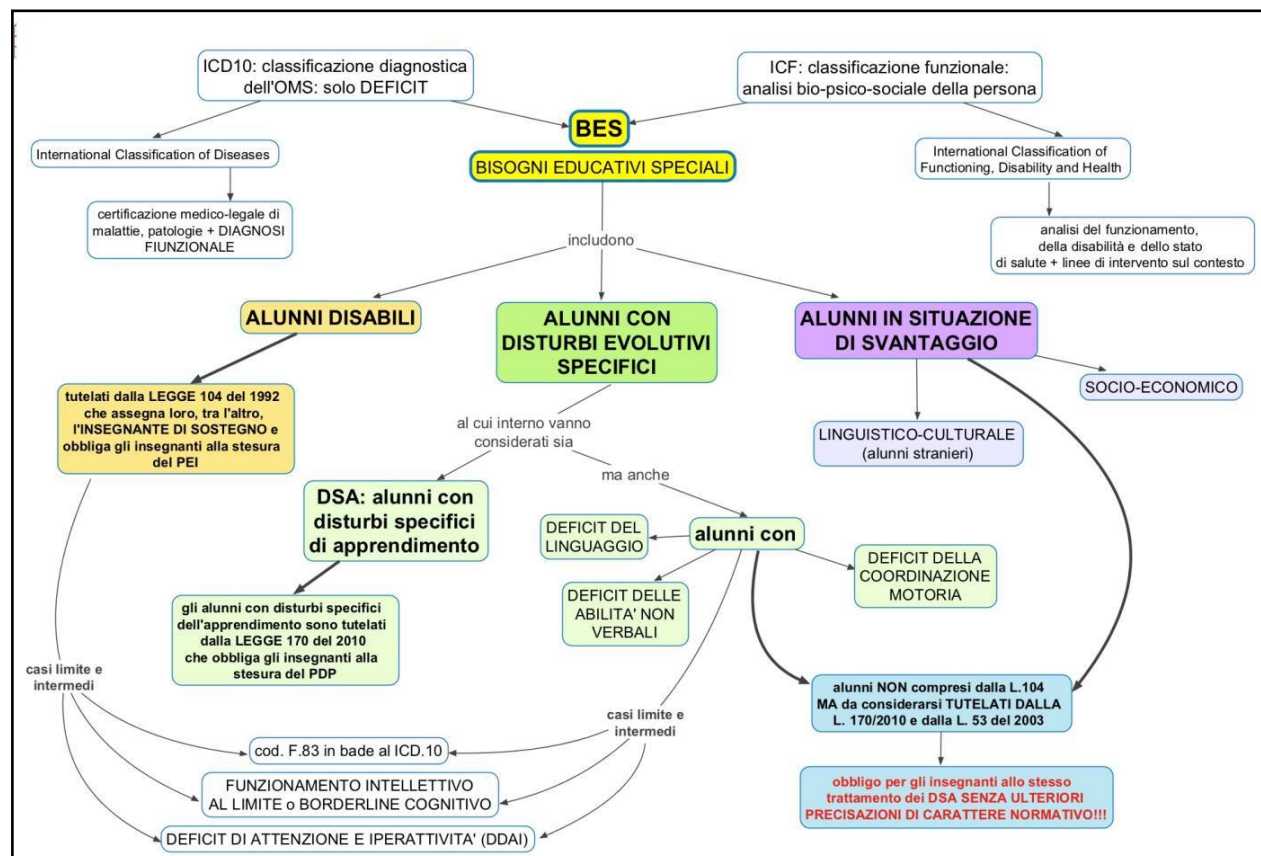 ICD10: classificazione diagnostica
dell'OMS: solo DEFICIT
ICF: classificazione funzionale:
analisi bio-psico-sociale della persona
BES
BISOGNI EDUCATIVI SPECIALI
International Classification of Diseases
International Classification of
Functioning, Disability and Health
certificazione medico-legale di
malattie, patologie + DIAGNOSI
FIUNZIONALE
analisi del funzionamento,
della disabilità e dello stato
di salute + linee di intervento sul contesto
includono
ALUNNI DISABILI
ALUNNI CON
DISTURBI EVOLUTIVI
SPECIFICI
ALUNNI IN SITUAZIONE
DI SVANTAGGIO
tutelati dalla LEGGE 104 del 1992
che assegna loro, tra l'altro,
l'INSEGNANTE DI SOSTEGNO e
obbliga gli insegnanti alla stesura
del PEI
al cui interno vanno
considerati sia
ma anche
SOCIO-ECONOMICO
LINGUISTICO-CULTURALE
(alunni stranieri)
DSA: alunni con
disturbi specifici
di apprendimento
alunni con
DEFICIT DEL
LINGUAGGIO
DEFICIT DELLE
ABILITA' NON
VERBALI
DEFICIT DELLA
COORDINAZIONE
MOTORIA
gli alunni con disturbi specifici
dell'apprendimento sono tutelati
dalla LEGGE 170 del 2010
che obbliga gli insegnanti alla
stesura del PDP
casi limite e
intermedi
casi limite e
intermedi
alunni NON compresi dalla L.104
MA da considerarsi TUTELATI DALLA
L. 170/2010 e dalla L. 53 del 2003
cod. F.83 in bade al ICD.10
FUNZIONAMENTO INTELLETTIVO
AL LIMITE o BORDERLINE COGNITIVO
DEFICIT DI ATTENZIONE E IPERATTIVITA' (DDAI)
obbligo per gli insegnanti allo stesso
trattamento dei DSA SENZA ULTERIORI
PRECISAZIONI DI CARATTERE NORMATIVO!!!